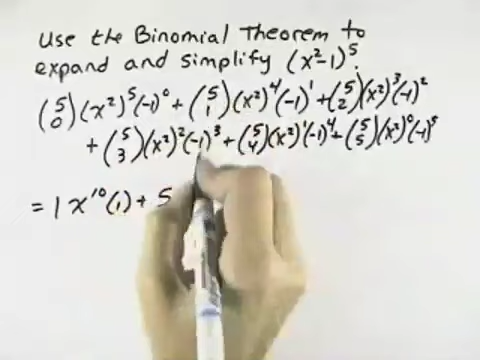 Use the Binomial Theorem to
expand and simplify (x²-1)⁵.
(5 0)(x²)⁵(-1)⁰ + (5 1)(x²)⁴(-1)¹ + (5 2)(x²)³(-1)²
+ (5 3)(x²)²(-1)³ + (5 4)(x²)¹(-1)⁴ + (5 5)(x²)⁰(-1)⁵
= 1 x¹⁰(1) + 5